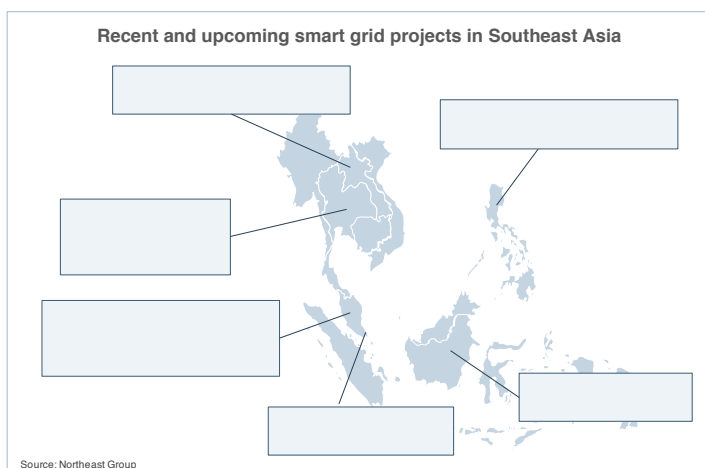 Recent and upcoming smart grid projects in Southeast Asia
Source: Northeast Group